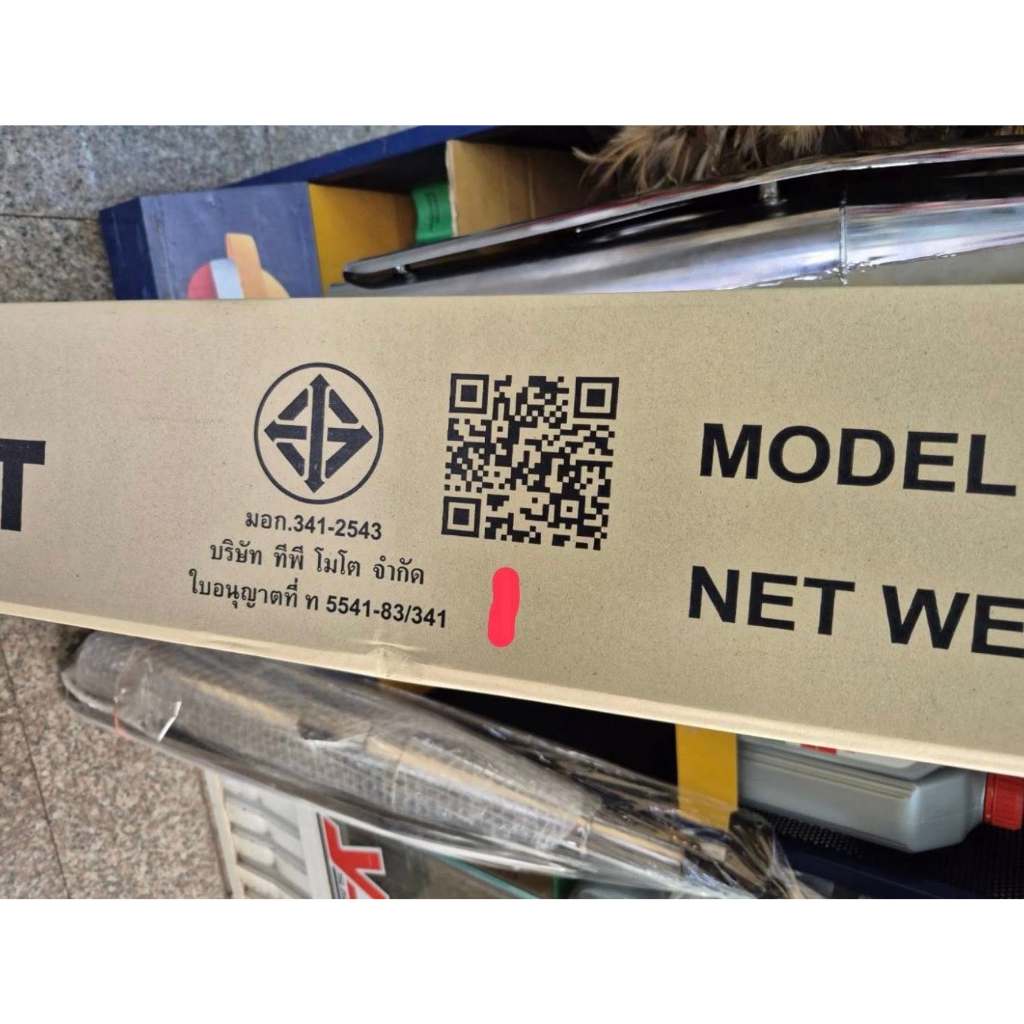 T
มอก.341-2543
บริษัท ทีพี โมโต จำกัด
ใบอนุญาตที่ ท 5541-83/341
MODEL
NET WE